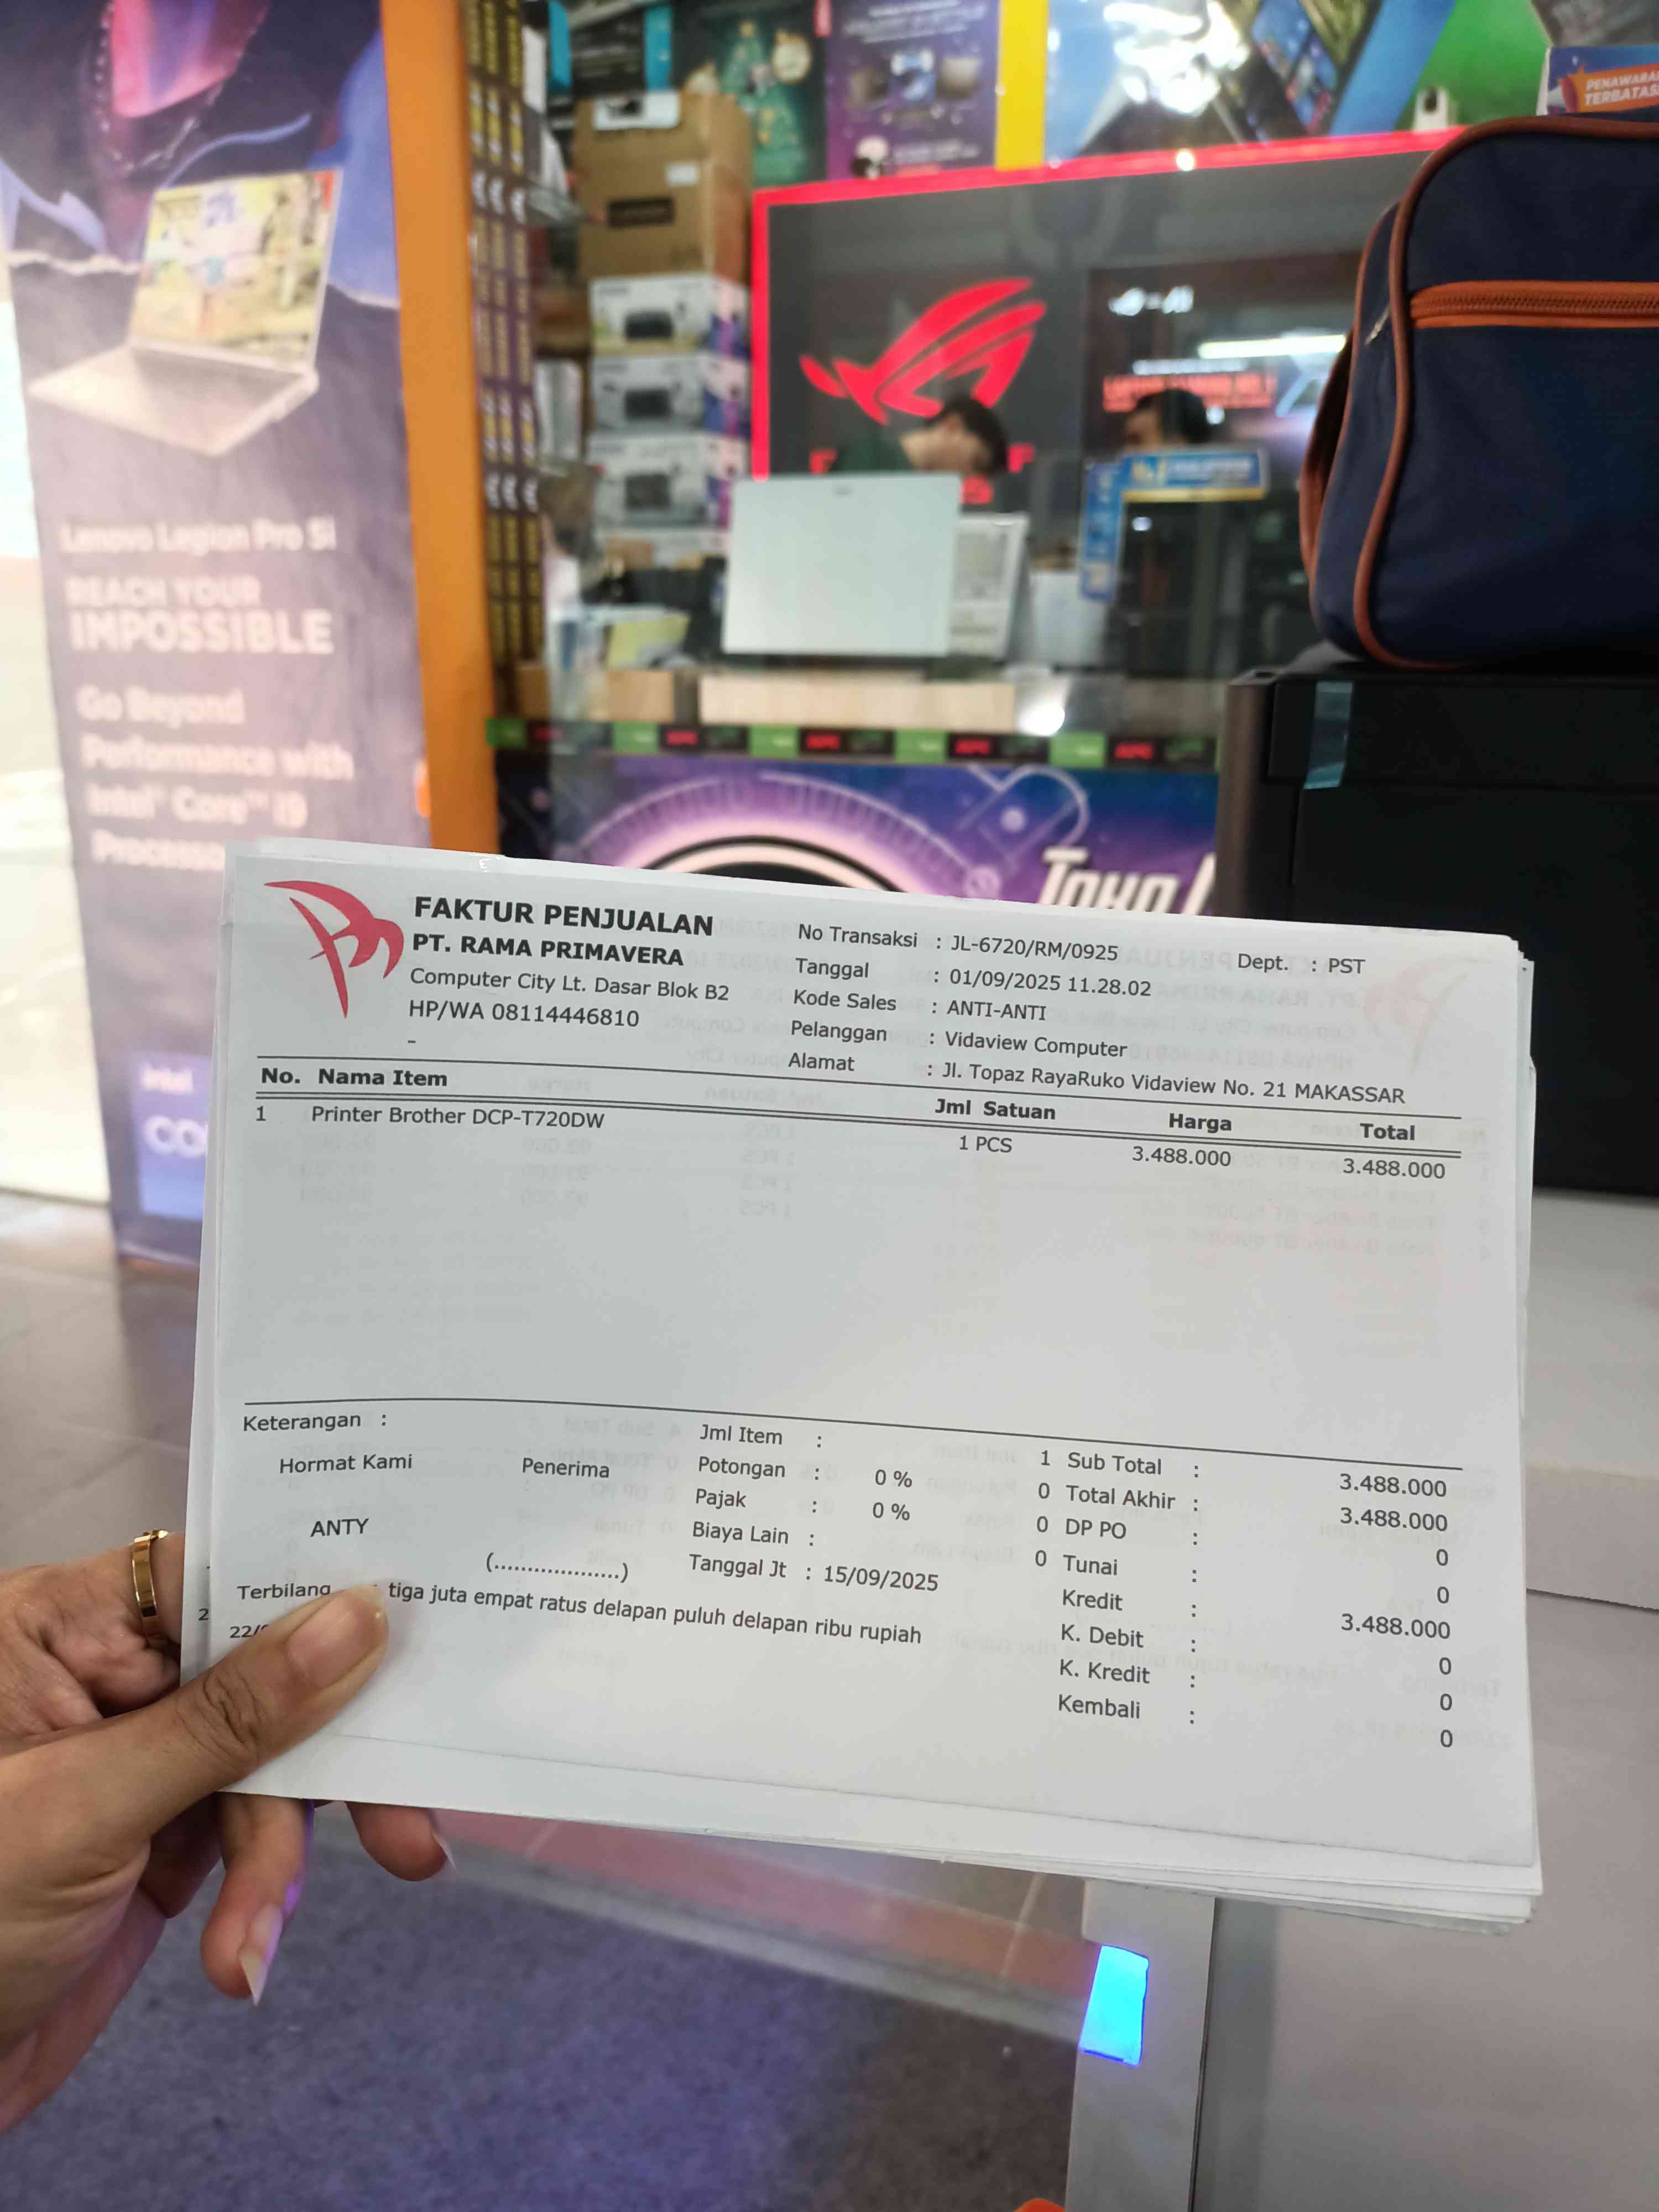 PENAWARAN
TERBATAS
Lenovo Legion Pro 5i
REACH YOUR
IMPOSSIBLE
Go Beyond
Performance with
Intel® Core™ i9
Processo
intel
CO
FAKTUR PENJUALAN
PT. RAMA PRIMAVERA
Computer City Lt. Dasar Blok B2
HP/WA 08114446810
-
No Transaksi : JL-6720/RM/0925 Dept. : PST
Tanggal : 01/09/2025 11.28.02
Kode Sales : ANTI-ANTI
Pelanggan : Vidaview Computer
Alamat : Jl. Topaz RayaRuko Vidaview No. 21 MAKASSAR
No. Nama Item Jml Satuan Harga Total
1 Printer Brother DCP-T720DW 1 PCS 3.488.000 3.488.000
Keterangan :
Hormat Kami Penerima
ANTY
(....................)
Jml Item : 1
Potongan : 0 % 0
Pajak : 0 % 0
Biaya Lain : 0
Tanggal Jt : 15/09/2025
Sub Total : 3.488.000
Total Akhir : 3.488.000
DP PO : 0
Tunai : 0
Kredit : 3.488.000
K. Debit : 0
K. Kredit : 0
Kembali : 0
Terbilang tiga juta empat ratus delapan puluh delapan ribu rupiah
22/